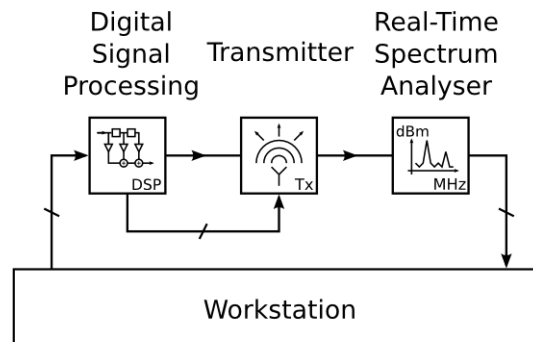 Digital
Signal
Processing
Transmitter
Real-Time
Spectrum
Analyser
DSP
Tx
dBm
MHz
Workstation